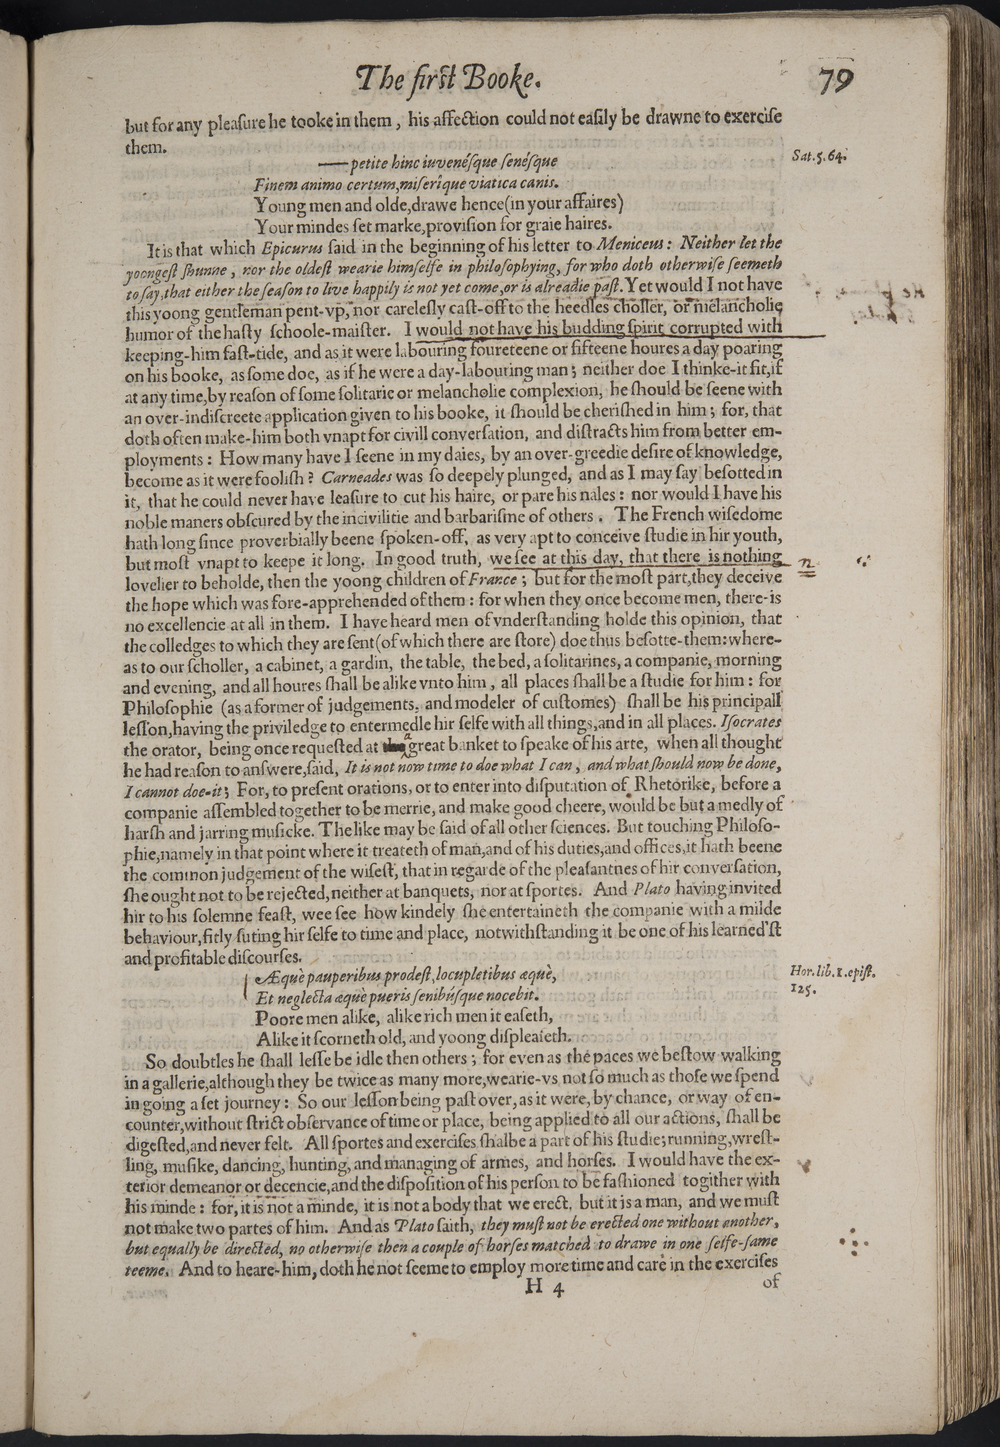 The firſt Booke. 79
but for any pleaſure he tooke in them, his affection could not eaſily be drawne to exerciſe
them.
—— petite hinc iuvenéſque ſenéſque Sat. 5. 64.
Finem animo certum, miſerîque viatica canis.
Young men and olde, drawe hence (in your affaires)
Your mindes ſet marke, proviſion for graie haires.
It is that which Epicurus ſaid in the beginning of his letter to Meniceus: Neither let the
yoongeſt ſhunne, nor the oldeſt wearie himſelfe in philoſophying, for who doth otherwiſe ſeemeth
to ſay, that either the ſeaſon to live happily is not yet come, or is alreadie paſt. Yet would I not have
this yoong gentleman pent-vp, nor careleſly caſt-off to the heedles choller, or melancholie
humor of the haſty ſchoole-maiſter. I would not have his budding ſpirit corrupted with
keeping-him faſt-tide, and as it were labouring foureteene or fifteene houres a day poaring
on his booke, as ſome doe, as if he were a day-labouring man; neither doe I thinke-it fit, if
at any time, by reaſon of ſome ſolitarie or melancholie complexion, he ſhould be ſeene with
an over-indiſcreete application given to his booke, it ſhould be cheriſhed in him; for, that
doth often make-him both vnapt for civill converſation, and diſtracts him from better em-
ployments: How many have I ſeene in my daies, by an over-greedie deſire of knowledge,
become as it were fooliſh? Carneades was ſo deepely plunged, and as I may ſay beſotted in
it, that he could never have leaſure to cut his haire, or pare his nailes: nor would I have his
noble maners obſcured by the incivilitie and barbariſme of others. The French wiſedome
hath long ſince proverbially beene ſpoken-off, as very apt to conceive ſtudie in hir youth,
but moſt vnapt to keepe it long. In good truth, we ſee at this day, that there is nothing
lovelier to beholde, then the yoong children of France; but for the moſt part, they deceive
the hope which was fore-apprehended of them: for when they once become men, there-is
no excellencie at all in them. I have heard men of vnderſtanding holde this opinion, that
the colledges to which they are ſent (of which there are ſtore) doe thus beſotte-them: where-
as to our ſcholler, a cabinet, a gardin, the table, the bed, a ſolitarines, a companie, morning
and evening, and all houres ſhall be alike vnto him, all places ſhall be a ſtudie for him: for
Philoſophie (as a former of judgements, and modeler of cuſtomes) ſhall be his principall
leſſon, having the priviledge to entermedle hir ſelfe with all things, and in all places. Iſocrates
the orator, being once requeſted at a great banket to ſpeake of his arte, when all thought
he had reaſon to anſwere, ſaid, It is not now time to doe what I can, and what ſhould now be done,
I cannot doe-it; For, to preſent orations, or to enter into diſputation of Rhetorike, before a
companie aſſembled together to be merrie, and make good cheere, would be but a medly of
harſh and jarring muſicke. The like may be ſaid of all other ſciences. But touching Philoſo-
phie, namely in that point where it treateth of man, and of his duties, and offices, it hath beene
the common judgement of the wiſeſt, that in regarde of the pleaſantnes of hir converſation,
ſhe ought not to be rejected, neither at banquets, nor at ſportes. And Plato having invited
hir to his ſolemne feaſt, wee ſee how kindely ſhe entertaineth the companie with a milde
behaviour, fitly ſuting hir ſelfe to time and place, notwithſtanding it be one of his learned'ſt
and profitable diſcourſes.
Æquè pauperibus prodeſt, locupletibus æquè, Hor. lib. 1. epiſt.
Et neglecta æquè pueris ſenibúſque nocebit. 125.
Poore men alike, alike rich men it eaſeth,
Alike it ſcorneth old, and yoong diſpleaſeth.
So doubtles he ſhall leſſe be idle then others; for even as the paces we beſtow walking
in a gallerie, although they be twice as many more, wearie-vs not ſo much as thoſe we ſpend
in going a ſet journey: So our leſſon being paſt over, as it were, by chance, or way of en-
counter, without ſtrict obſervance of time or place, being applied to all our actions, ſhall be
digeſted, and never felt. All ſportes and exerciſes ſhalbe a part of his ſtudie; running, wreſt-
ling, muſike, dancing, hunting, and managing of armes, and horſes. I would have the ex-
terior demeanor or decencie, and the diſpoſition of his perſon to be faſhioned togither with
his minde: for, it is not a minde, it is not a body that we erect, but it is a man, and we muſt
not make two partes of him. And as Plato ſaith, they muſt not be erected one without another,
but equally be directed, no otherwiſe then a couple of horſes matched to drawe in one ſelfe-ſame
teeme. And to heare-him, doth he not ſeeme to employ more time and care in the exerciſes
H 4 of